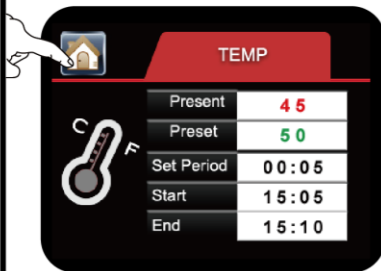 TEMP
Present 45
Preset 50
C
F
Set Period 00:05
Start 15:05
End 15:10